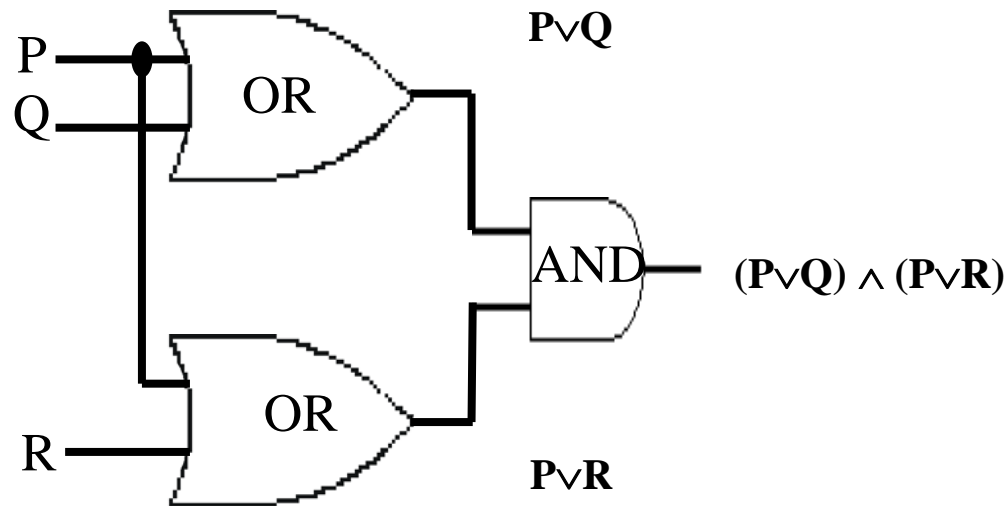 P∨Q
P
OR
Q
AND
(P∨Q) ∧ (P∨R)
OR
R
P∨R